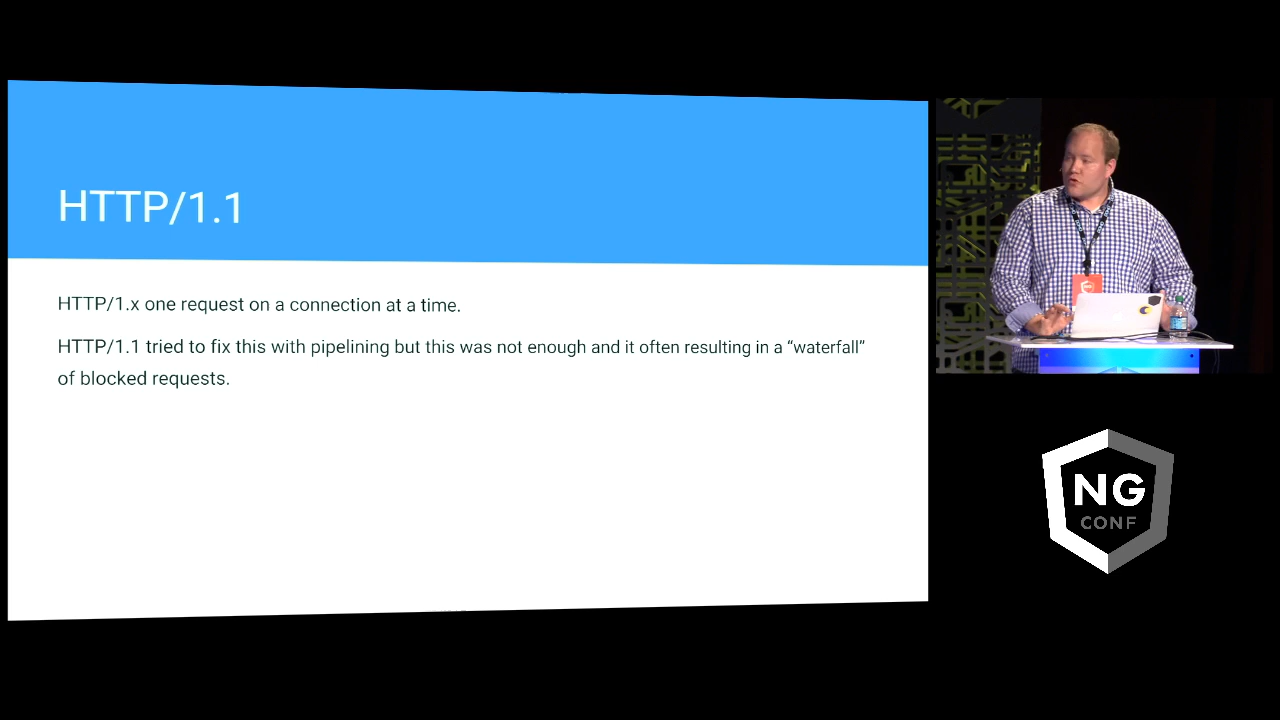 HTTP/1.1
HTTP/1.x one request on a connection at a time.
HTTP/1.1 tried to fix this with pipelining but this was not enough and it often resulting in a “waterfall”
of blocked requests.
NG
CONF